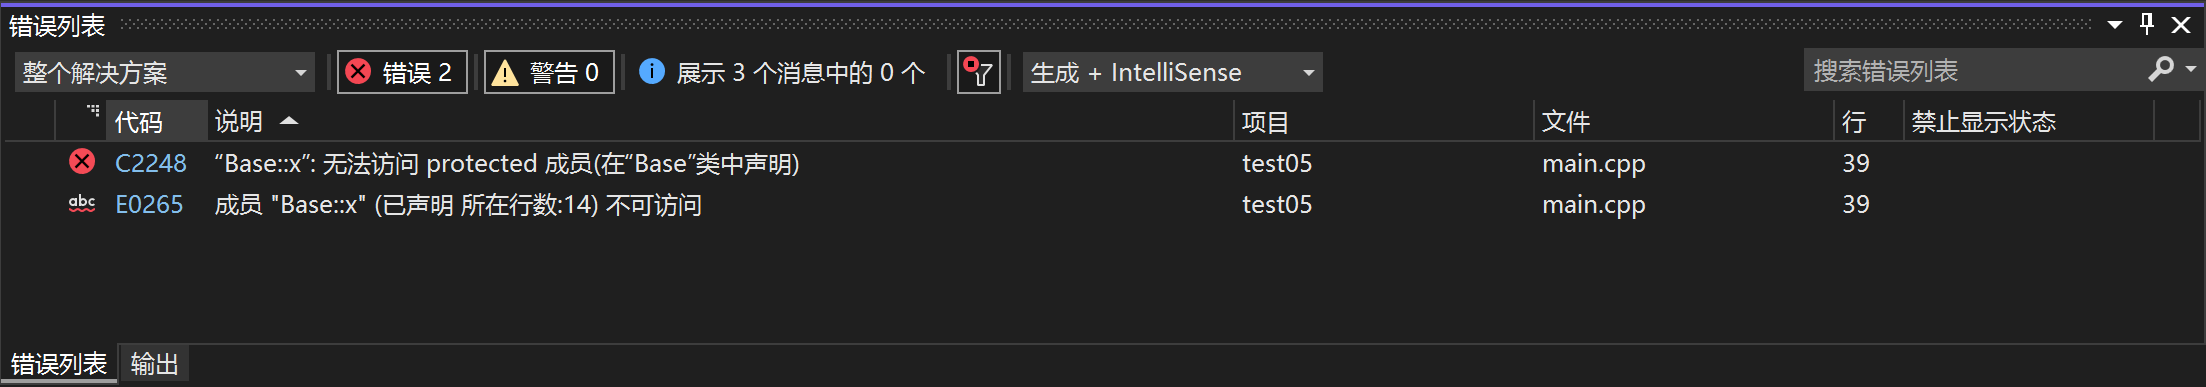 错误列表
整个解决方案 错误 2 警告 0 展示 3 个消息中的 0 个 生成 + IntelliSense 搜索错误列表
代码 说明 项目 文件 行 禁止显示状态
C2248 “Base::x”: 无法访问 protected 成员(在“Base”类中声明) test05 main.cpp 39
abc E0265 成员 "Base::x" (已声明 所在行数:14) 不可访问 test05 main.cpp 39
错误列表 输出